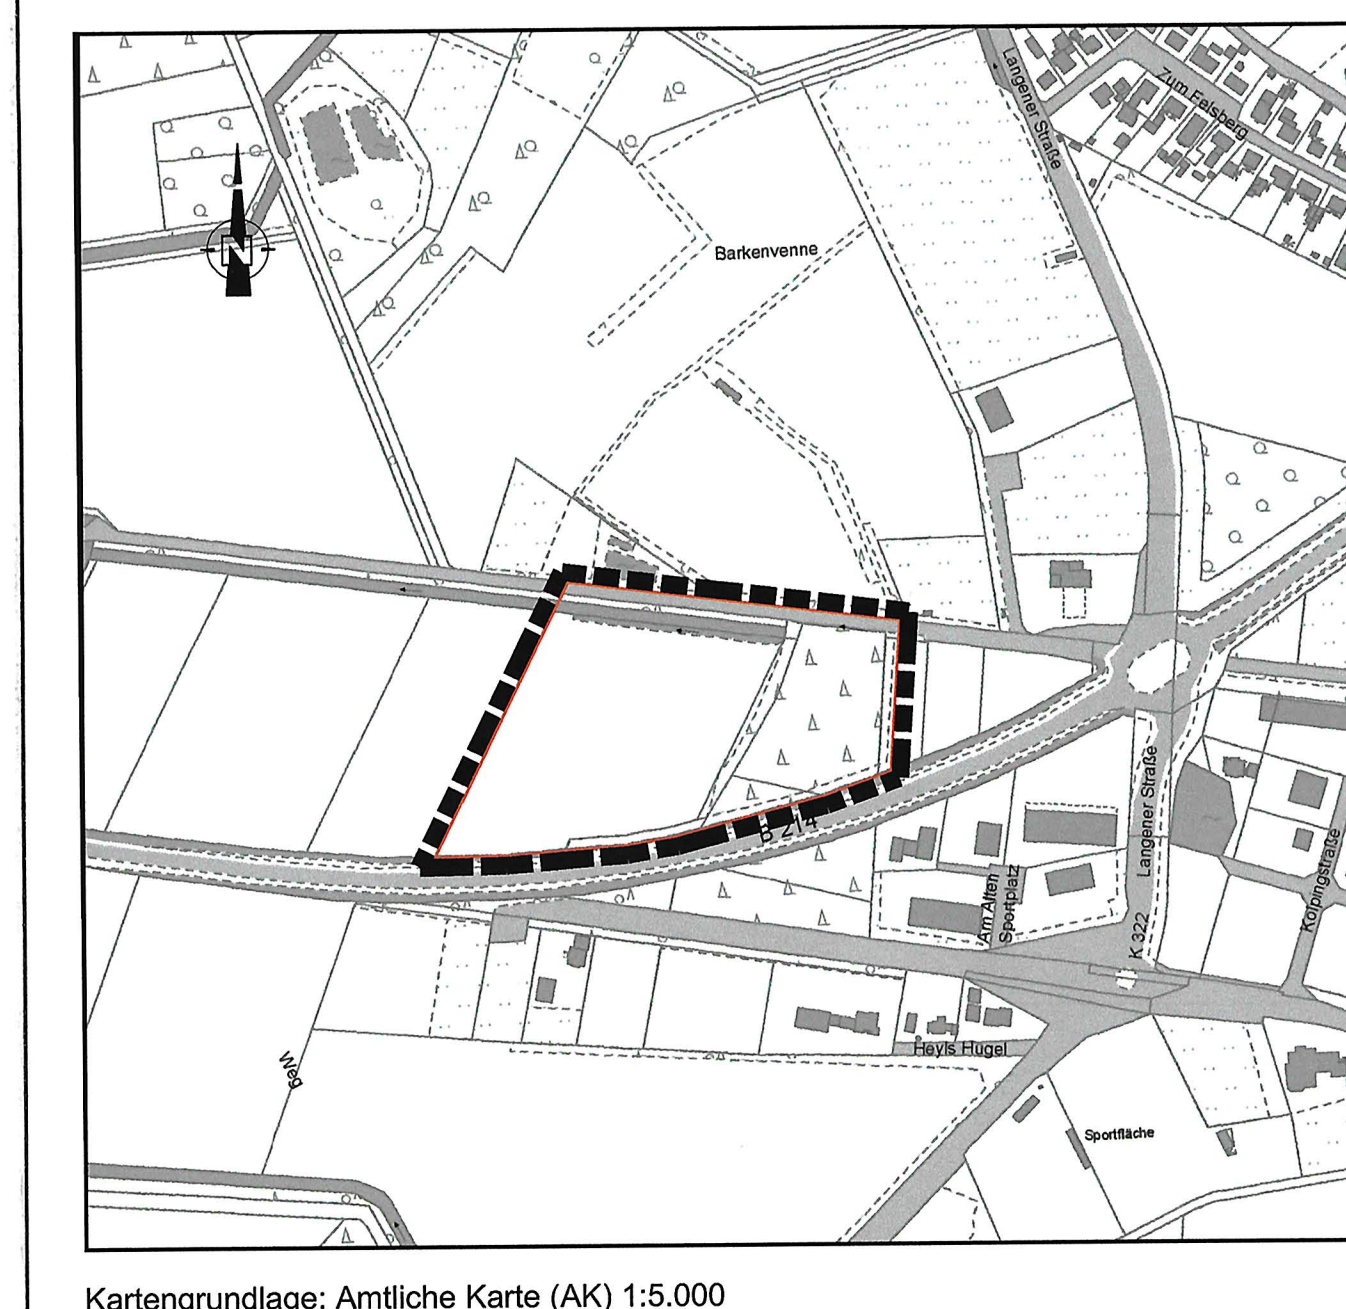 Langener Straße
Zum Felsberg
N
Barkenvenne
B 214
Langener Straße
Am Alten
Sportplatz
K 322
Kolpingstraße
Heyls Hügel
Weg
Sportfläche
Kartengrundlage: Amtliche Karte (AK) 1:5.000